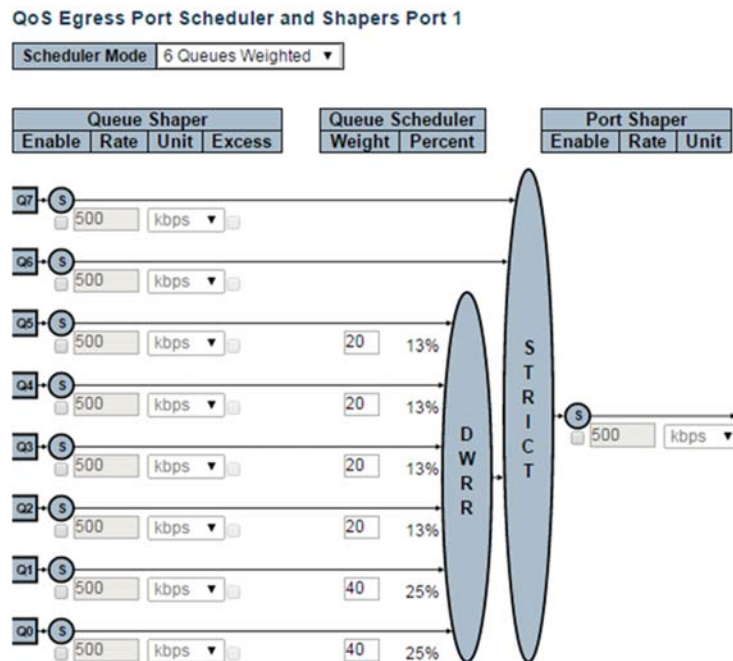 QoS Egress Port Scheduler and Shapers Port 1
Scheduler Mode 6 Queues Weighted ▼
Queue Shaper Queue Scheduler Port Shaper
Enable Rate Unit Excess Weight Percent Enable Rate Unit
Q7 S
500 kbps ▼
Q6 S
500 kbps ▼
Q5 S
500 kbps ▼ 20 13%
Q4 S
500 kbps ▼ 20 13%
Q3 S
500 kbps ▼ 20 13%
Q2 S
500 kbps ▼ 20 13%
Q1 S
500 kbps ▼ 40 25%
Q0 S
500 kbps ▼ 40 25%
DWRR
STRICT
S
500 kbps ▼